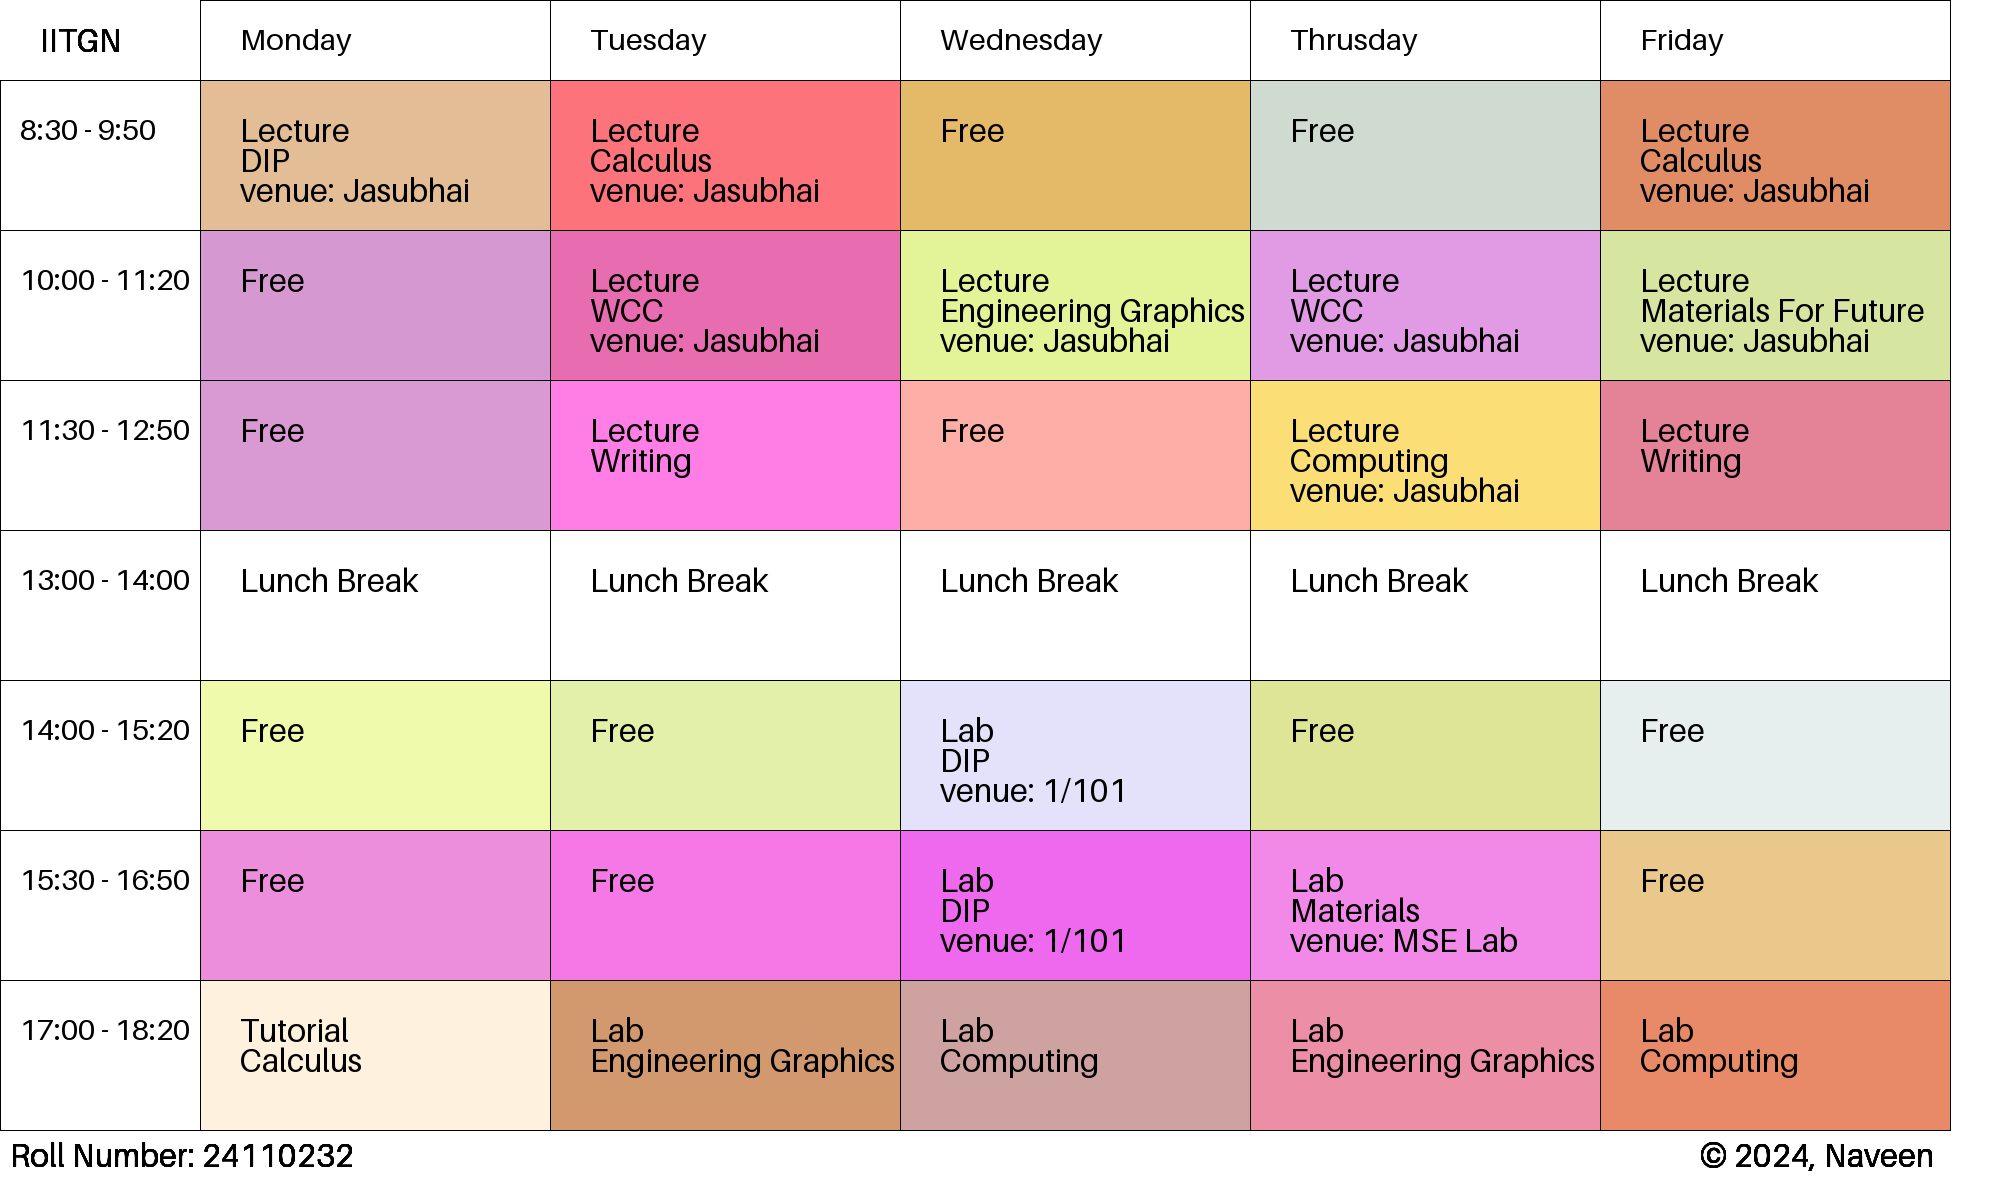 IITGN
Monday
Tuesday
Wednesday
Thrusday
Friday
8:30 - 9:50
Lecture
DIP
venue: Jasubhai
Lecture
Calculus
venue: Jasubhai
Free
Free
Lecture
Calculus
venue: Jasubhai
10:00 - 11:20
Free
Lecture
WCC
venue: Jasubhai
Lecture
Engineering Graphics
venue: Jasubhai
Lecture
WCC
venue: Jasubhai
Lecture
Materials For Future
venue: Jasubhai
11:30 - 12:50
Free
Lecture
Writing
Free
Lecture
Computing
venue: Jasubhai
Lecture
Writing
13:00 - 14:00
Lunch Break
Lunch Break
Lunch Break
Lunch Break
Lunch Break
14:00 - 15:20
Free
Free
Lab
DIP
venue: 1/101
Free
Free
15:30 - 16:50
Free
Free
Lab
DIP
venue: 1/101
Lab
Materials
venue: MSE Lab
Free
17:00 - 18:20
Tutorial
Calculus
Lab
Engineering Graphics
Lab
Computing
Lab
Engineering Graphics
Lab
Computing
Roll Number: 24110232
© 2024, Naveen